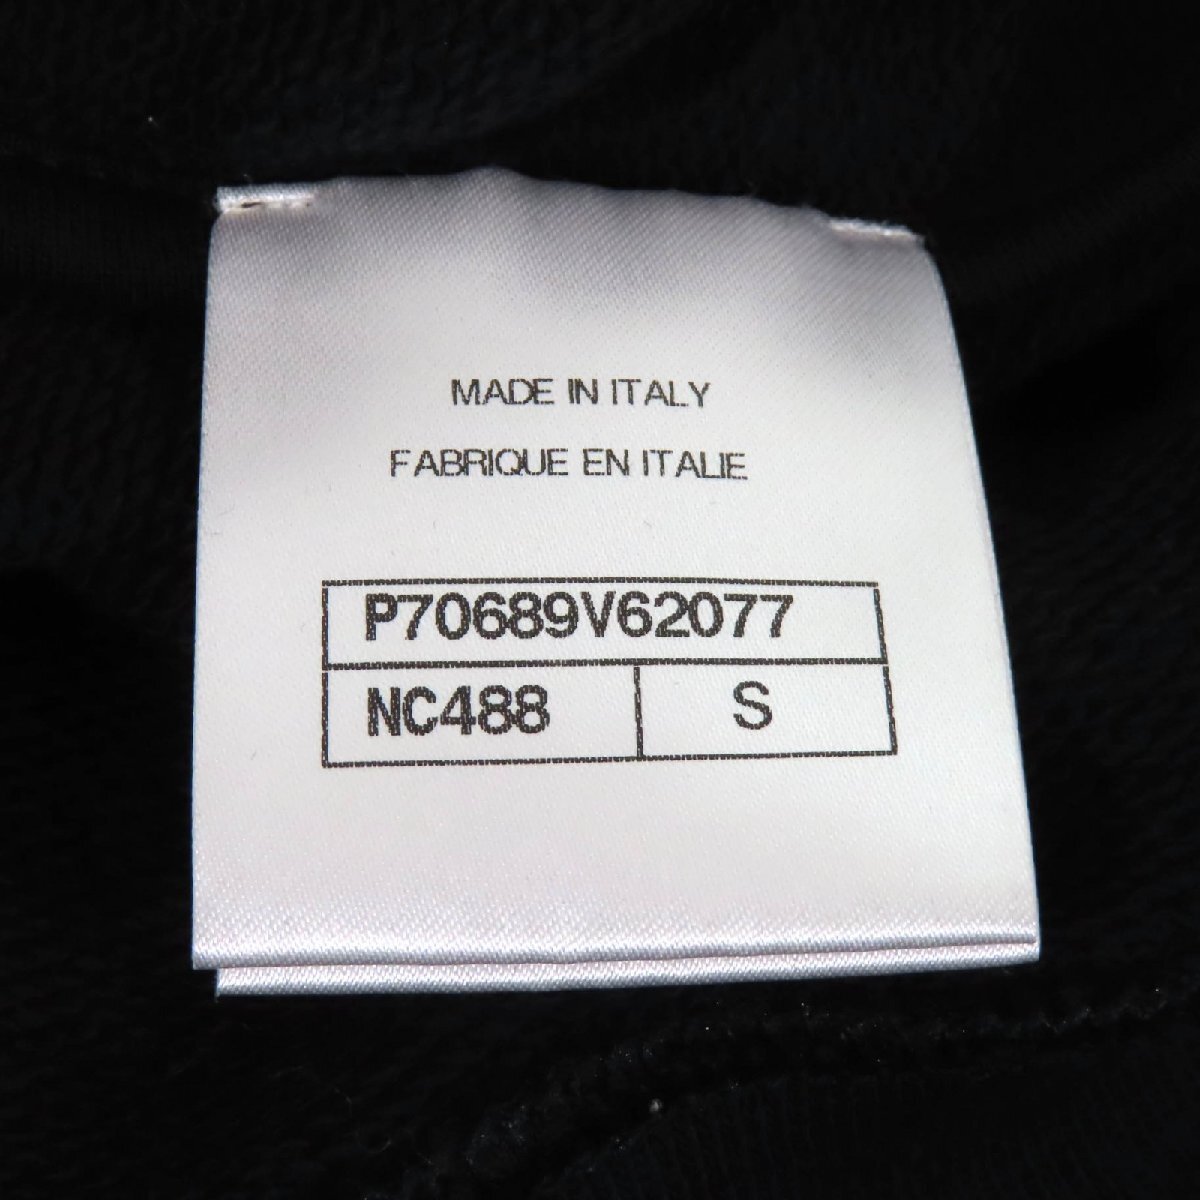 MADE IN ITALY
FABRIQUE EN ITALIE
P70689V62077
NC488 S